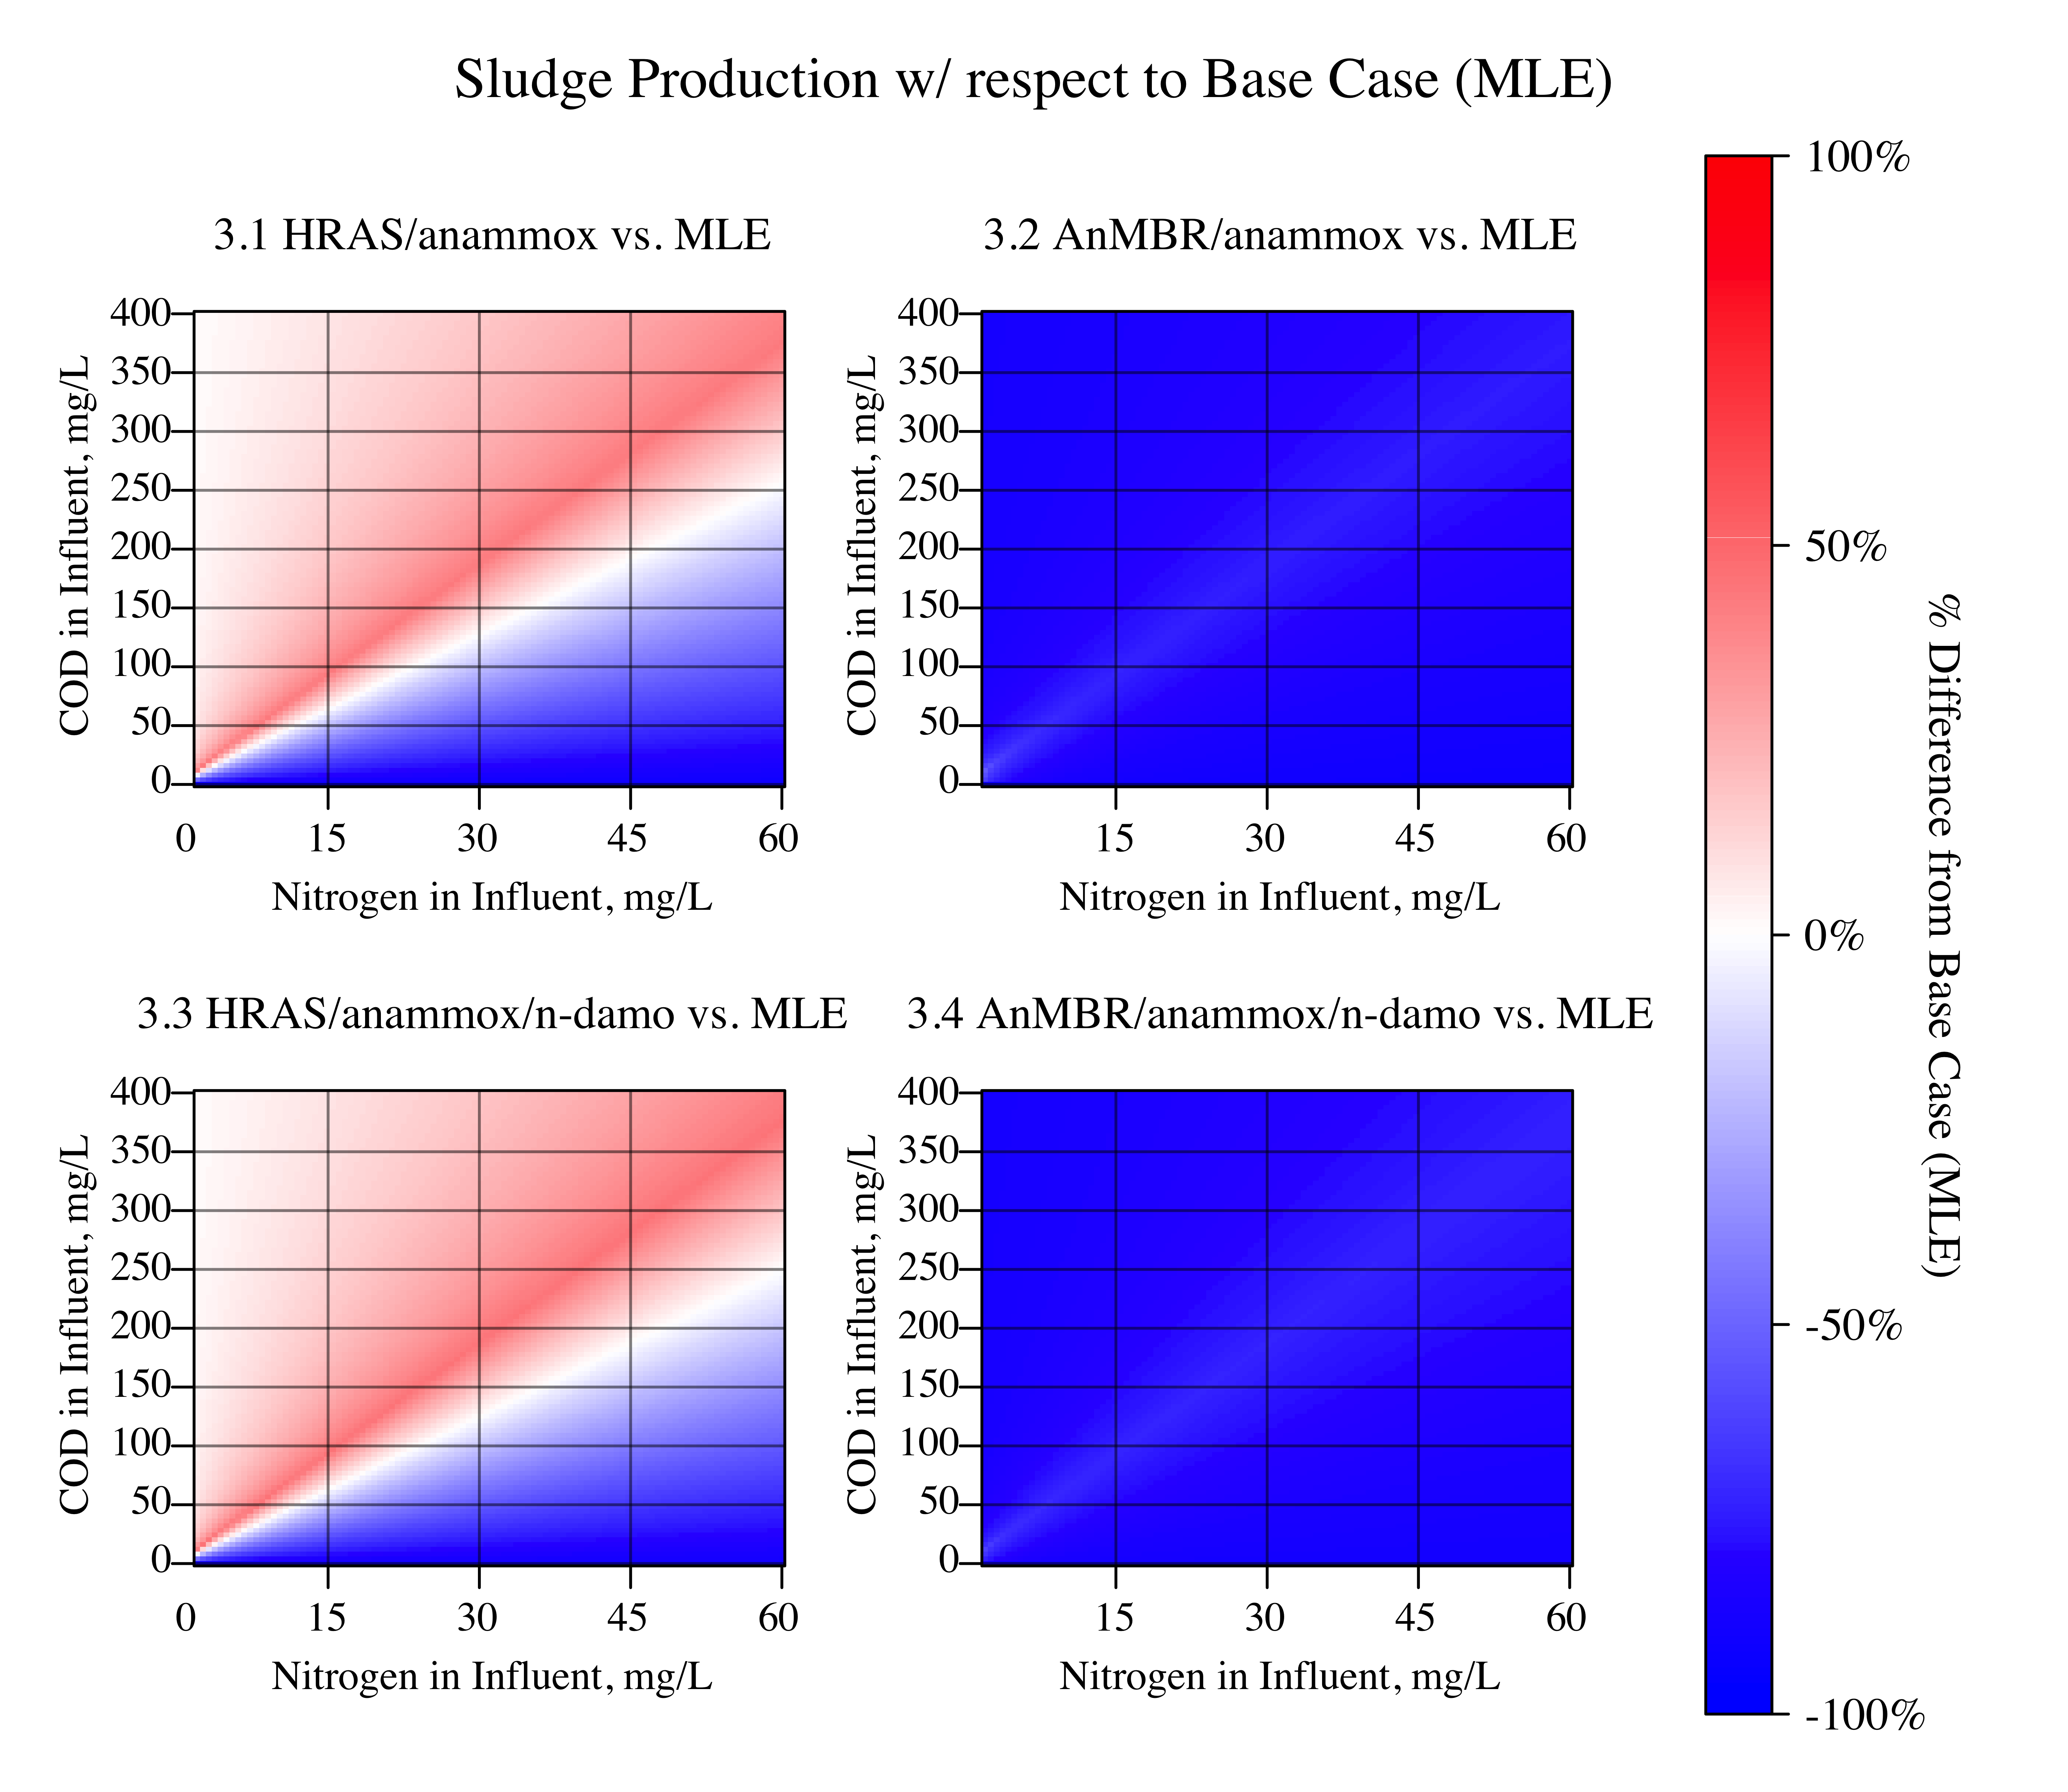 Sludge Production w/ respect to Base Case (MLE)
3.1 HRAS/anammox vs. MLE
COD in Influent, mg/L
400
350
300
250
200
150
100
50
0
0 15 30 45 60
Nitrogen in Influent, mg/L
3.2 AnMBR/anammox vs. MLE
COD in Influent, mg/L
400
350
300
250
200
150
100
50
0
15 30 45 60
Nitrogen in Influent, mg/L
3.3 HRAS/anammox/n-damo vs. MLE
COD in Influent, mg/L
400
350
300
250
200
150
100
50
0
0 15 30 45 60
Nitrogen in Influent, mg/L
3.4 AnMBR/anammox/n-damo vs. MLE
COD in Influent, mg/L
400
350
300
250
200
150
100
50
0
15 30 45 60
Nitrogen in Influent, mg/L
100%
50%
0%
-50%
-100%
% Difference from Base Case (MLE)